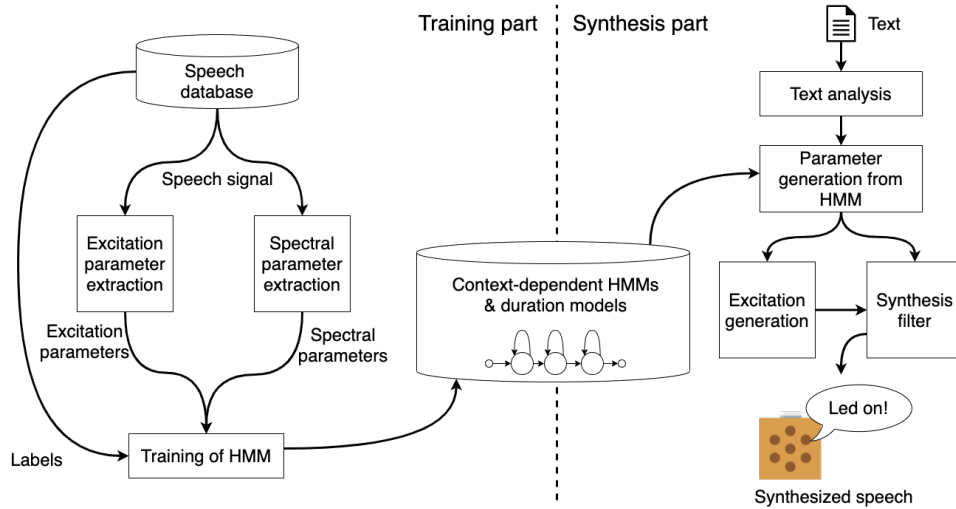 Training part
Synthesis part
Speech
database
Speech signal
Excitation
parameter
extraction
Spectral
parameter
extraction
Excitation
parameters
Spectral
parameters
Labels
Training of HMM
Context-dependent HMMs
& duration models
Text
Text analysis
Parameter
generation from
HMM
Excitation
generation
Synthesis
filter
Led on!
Synthesized speech